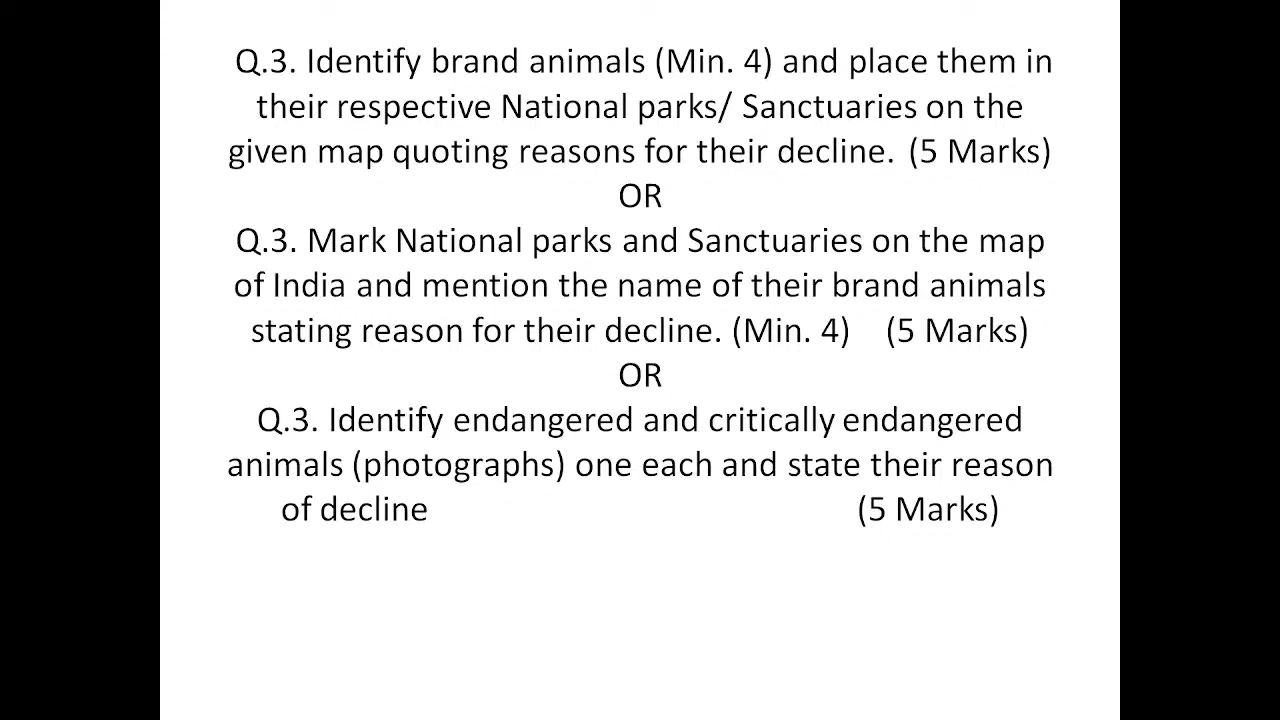 Q.3. Identify brand animals (Min. 4) and place them in
their respective National parks/ Sanctuaries on the
given map quoting reasons for their decline. (5 Marks)
OR
Q.3. Mark National parks and Sanctuaries on the map
of India and mention the name of their brand animals
stating reason for their decline. (Min. 4) (5 Marks)
OR
Q.3. Identify endangered and critically endangered
animals (photographs) one each and state their reason
of decline (5 Marks)